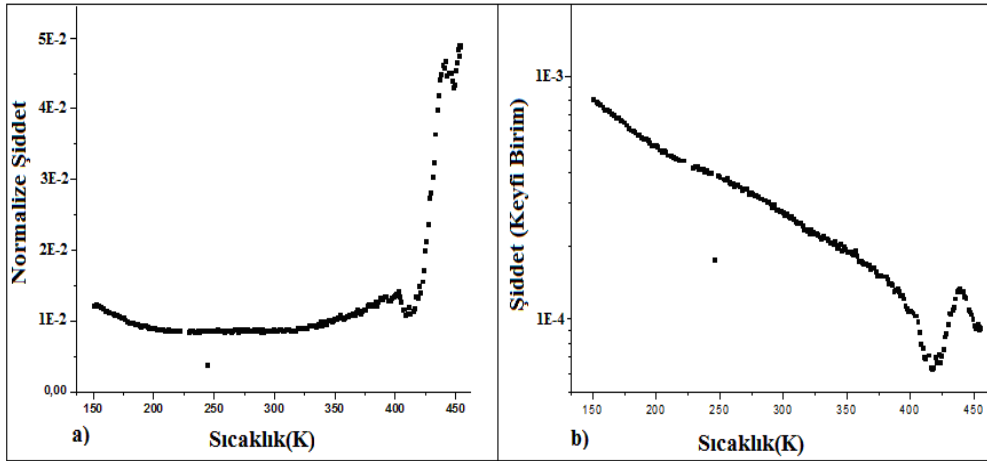 Normalize Şiddet
5E-2
4E-2
3E-2
2E-2
1E-2
0,00
150 200 250 300 350 400 450
a) Sıcaklık(K)
Şiddet (Keyfi Birim)
1E-3
1E-4
150 200 250 300 350 400 450
b) Sıcaklık(K)